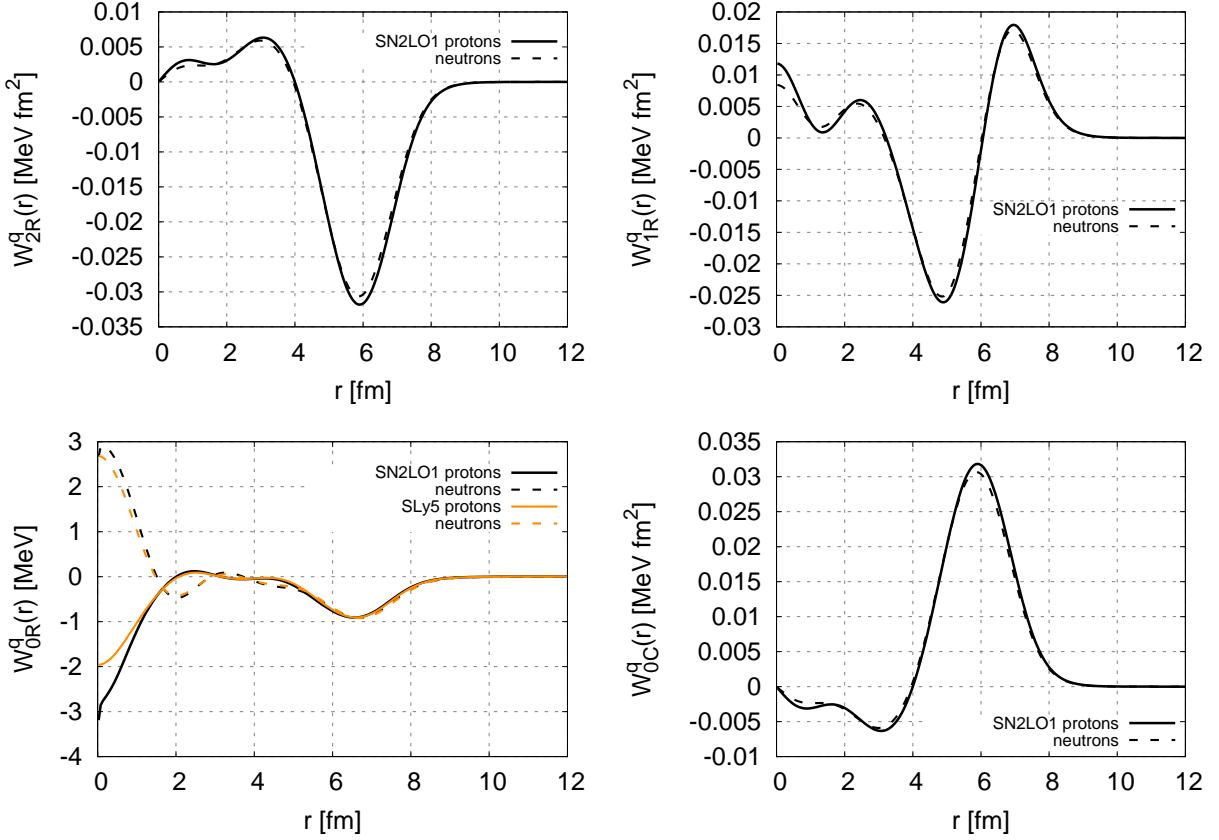 0.01
0.005
0
-0.005
-0.01
-0.015
-0.02
-0.025
-0.03
-0.035
0 2 4 6 8 10 12
W^q_2R(r) [MeV fm^2]
r [fm]
SN2LO1 protons
neutrons
0.02
0.015
0.01
0.005
0
-0.005
-0.01
-0.015
-0.02
-0.025
-0.03
0 2 4 6 8 10 12
W^q_1R(r) [MeV fm^2]
r [fm]
SN2LO1 protons
neutrons
3
2
1
0
-1
-2
-3
-4
0 2 4 6 8 10 12
W^q_0R(r) [MeV]
r [fm]
SN2LO1 protons
neutrons
SLy5 protons
neutrons
0.035
0.03
0.025
0.02
0.015
0.01
0.005
0
-0.005
-0.01
0 2 4 6 8 10 12
W^q_0C(r) [MeV fm^2]
r [fm]
SN2LO1 protons
neutrons